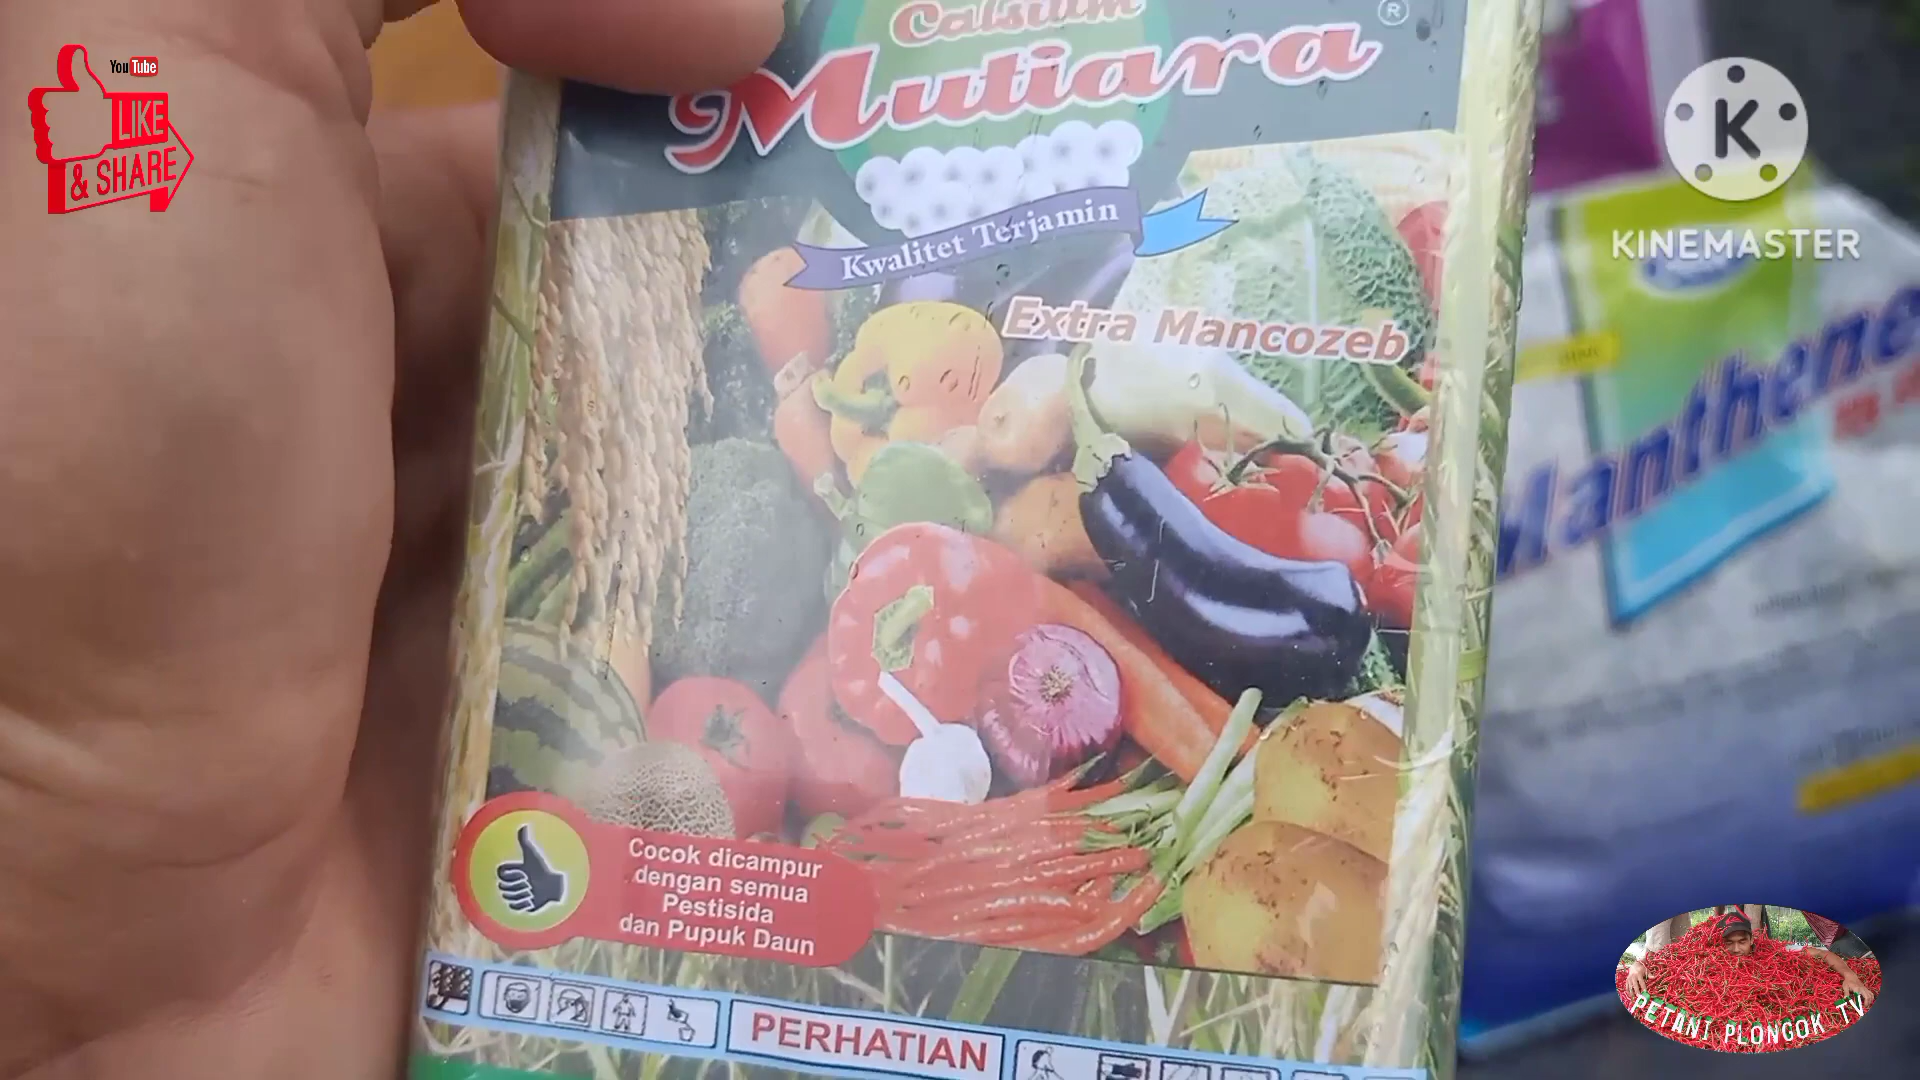 YouTube
LIKE
& SHARE
Calsium
Mutiara ®
Kwalitet Terjamin
Extra Mancozeb
Cocok dicampur
dengan semua
Pestisida
dan Pupuk Daun
PERHATIAN
K
KINEMASTER
Manthene
PETANI PLONGOK TV